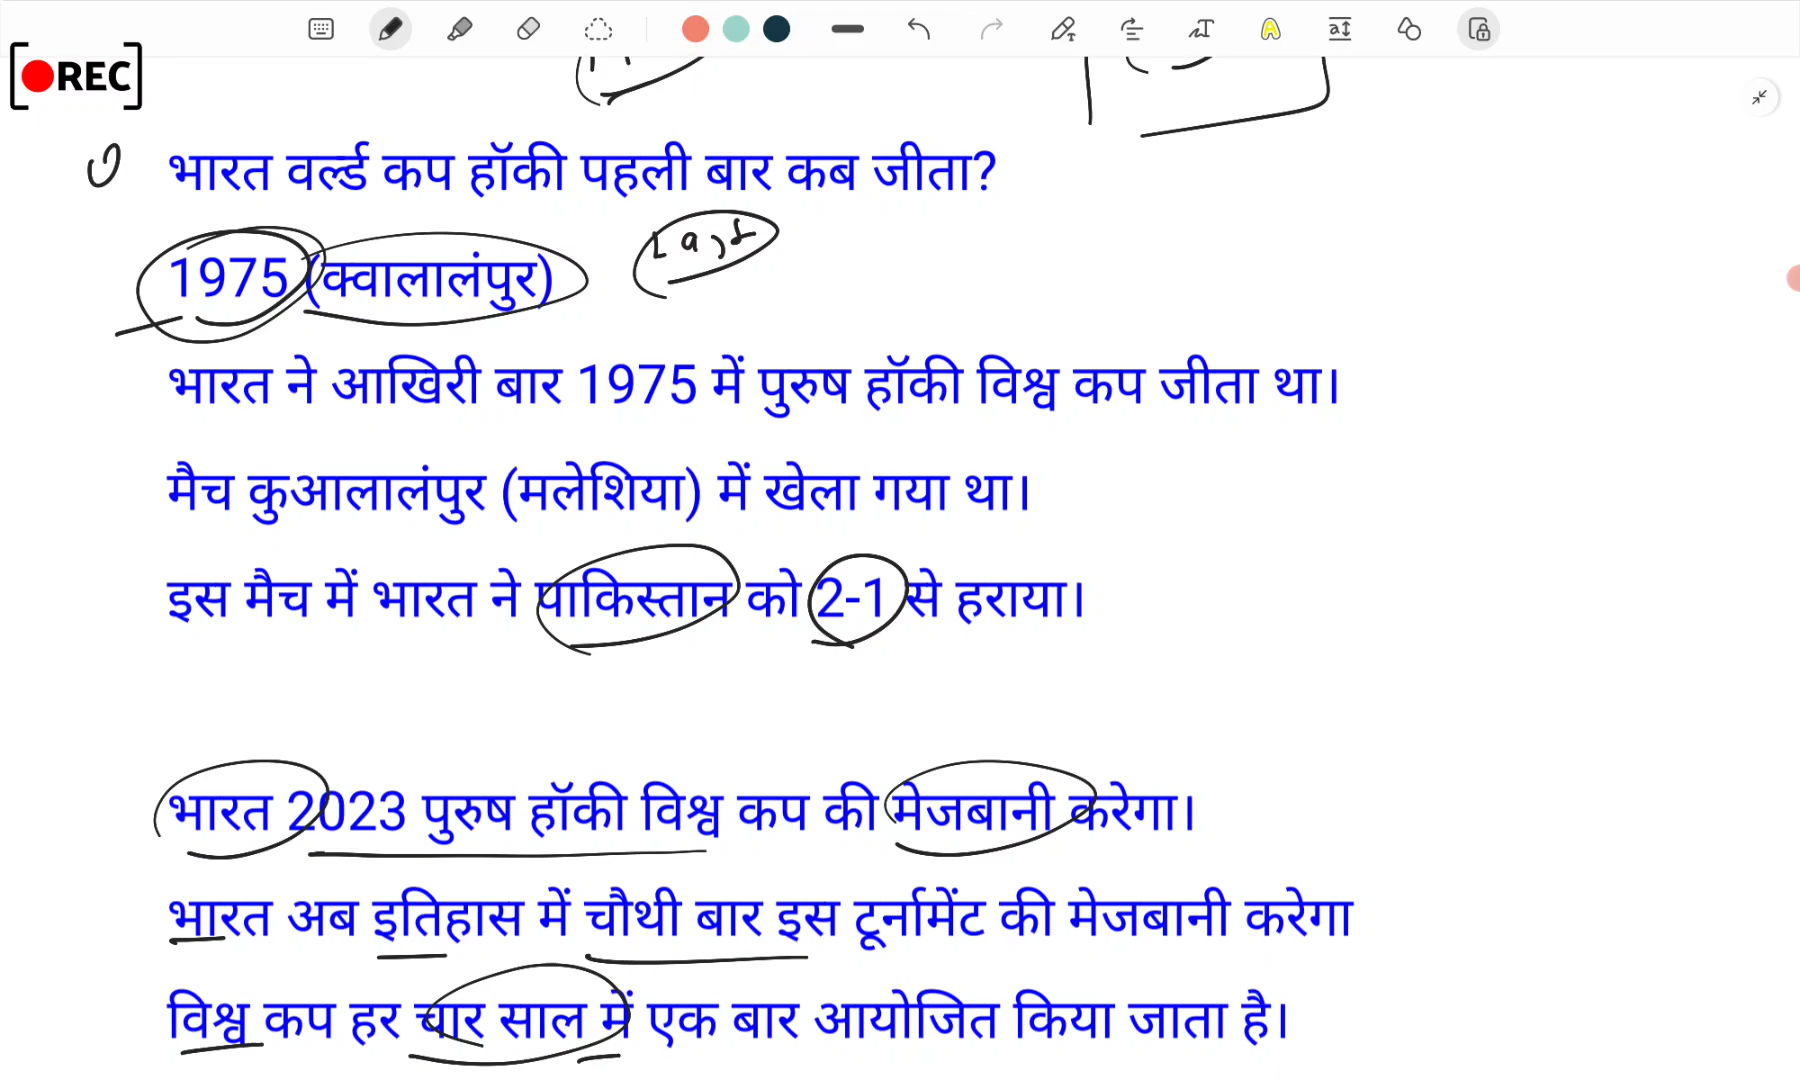 REC
भारत वर्ल्ड कप हॉकी पहली बार कब जीता?
1975 (क्वालालंपुर)
भारत ने आखिरी बार 1975 में पुरुष हॉकी विश्व कप जीता था।
मैच कुआलालंपुर (मलेशिया) में खेला गया था।
इस मैच में भारत ने पाकिस्तान को 2-1 से हराया।
भारत 2023 पुरुष हॉकी विश्व कप की मेजबानी करेगा।
भारत अब इतिहास में चौथी बार इस टूर्नामेंट की मेजबानी करेगा
विश्व कप हर चार साल में एक बार आयोजित किया जाता है।